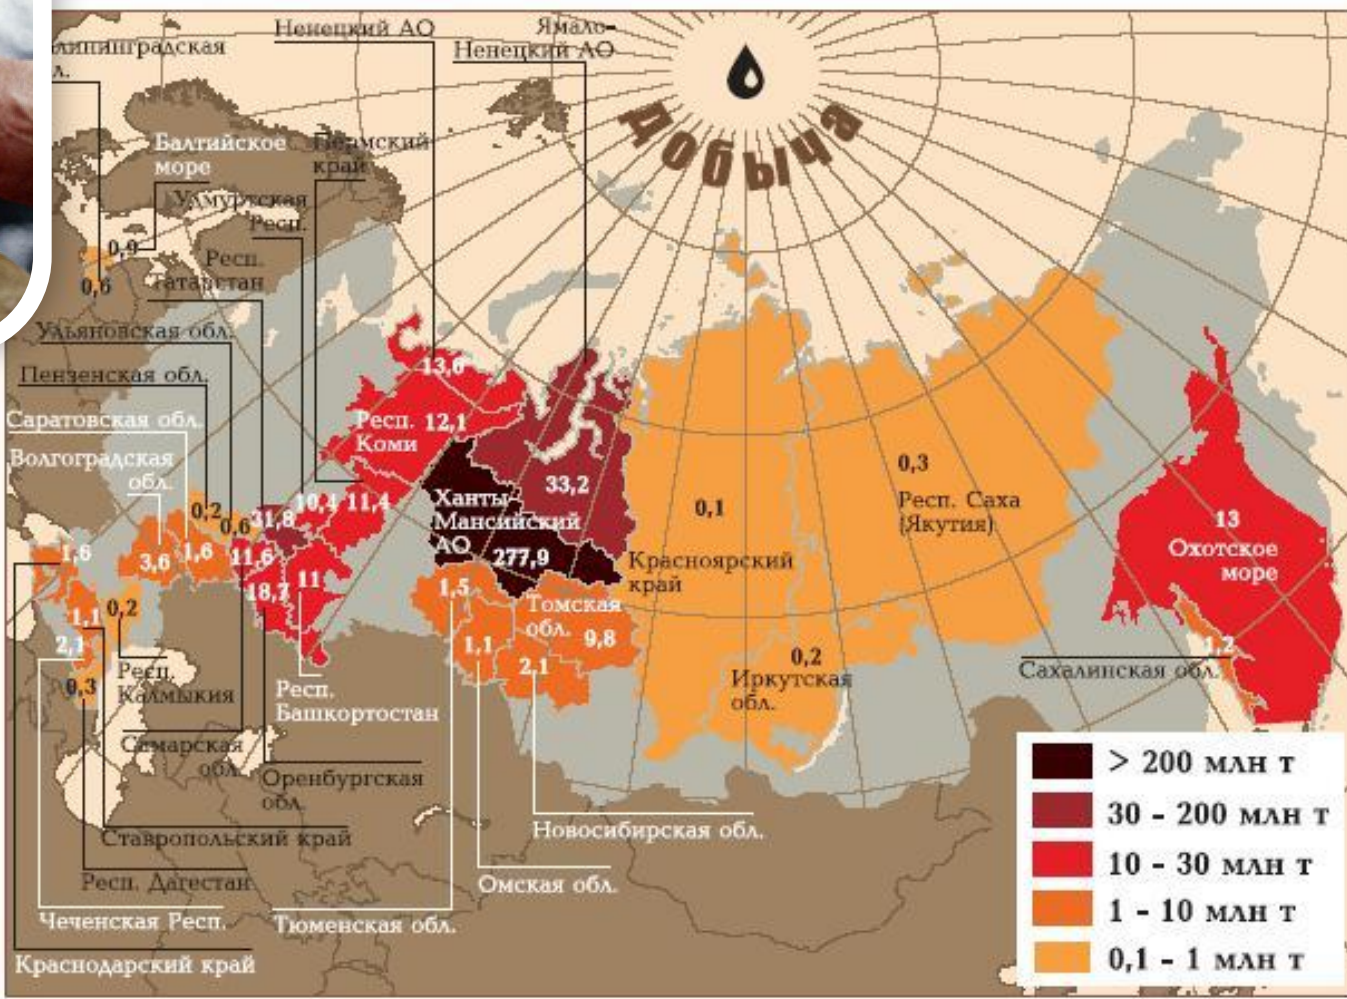 Ненецкий АО
Ямало-
Ненецкий АО
лининградская
л.
добыча
Балтийское
море
Пермский
край
Удмуртская
Респ.
0,9
0,6
Респ.
Татарстан
Ульяновская обл.
Пензенская обл.
Саратовская обл.
Волгоградская
обл.
13,6
Респ.
Коми
12,1
33,2
0,3
Респ. Саха
(Якутия)
0,1
Ханты-
Мансийский
АО
277,9
Красноярский
край
13
Охотское
море
0,2
0,6
31,8
10,4
11,4
1,6
3,6
1,6
11,6
18,7
11
1,5
Томская
обл.
9,8
1,1
2,1
1,1
0,2
2,1
0,3
0,2
Иркутская
обл.
1,2
Сахалинская обл.
Респ.
Калмыкия
Респ.
Башкортостан
Самарская
обл.
Оренбургская
обл.
Ставропольский край
Респ. Дагестан
Чеченская Респ.
Краснодарский край
Новосибирская обл.
Омская обл.
Тюменская обл.
> 200 млн т
30 - 200 млн т
10 - 30 млн т
1 - 10 млн т
0,1 - 1 млн т